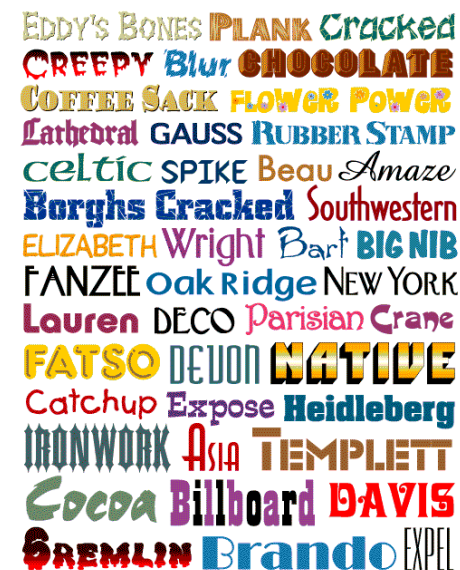 Eddy's Bones Plank Cracked
Creepy Blur Chocolate
Coffee Sack Flower Power
Lathedral GAUSS Rubber Stamp
celtic SPIKE Beau Amaze
Borghs Cracked Southwestern
ELIZABETH Wright Bart BIG NIB
FANZEE Oak Ridge New York
Lauren DECO Parisian Crane
FATSO DEVON NATIVE
Catchup Expose Heidleberg
IRONWORK Asia Templett
Cocoa Billboard DAVIS
Gremlin Brando EXPEL